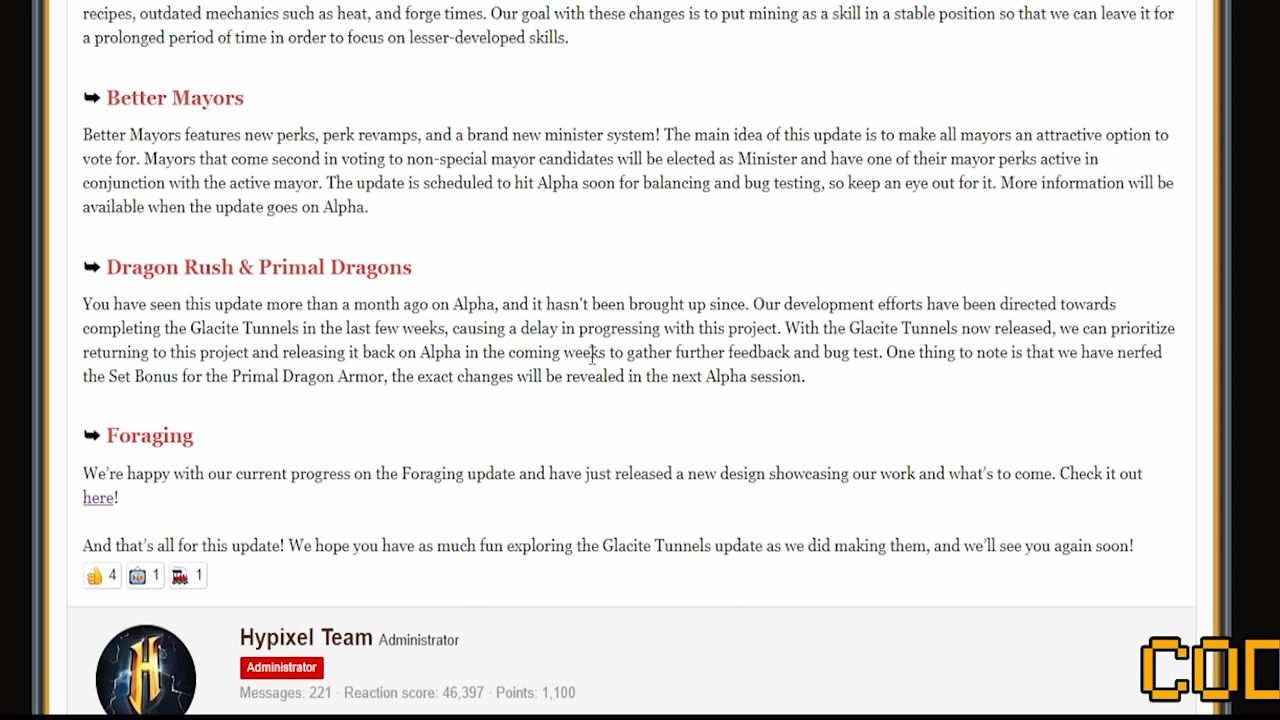 recipes, outdated mechanics such as heat, and forge times. Our goal with these changes is to put mining as a skill in a stable position so that we can leave it for
a prolonged period of time in order to focus on lesser-developed skills.
➥ Better Mayors
Better Mayors features new perks, perk revamps, and a brand new minister system! The main idea of this update is to make all mayors an attractive option to
vote for. Mayors that come second in voting to non-special mayor candidates will be elected as Minister and have one of their mayor perks active in
conjunction with the active mayor. The update is scheduled to hit Alpha soon for balancing and bug testing, so keep an eye out for it. More information will be
available when the update goes on Alpha.
➥ Dragon Rush & Primal Dragons
You have seen this update more than a month ago on Alpha, and it hasn't been brought up since. Our development efforts have been directed towards
completing the Glacite Tunnels in the last few weeks, causing a delay in progressing with this project. With the Glacite Tunnels now released, we can prioritize
returning to this project and releasing it back on Alpha in the coming weeks to gather further feedback and bug test. One thing to note is that we have nerfed
the Set Bonus for the Primal Dragon Armor, the exact changes will be revealed in the next Alpha session.
➥ Foraging
We're happy with our current progress on the Foraging update and have just released a new design showcasing our work and what's to come. Check it out
here!
And that's all for this update! We hope you have as much fun exploring the Glacite Tunnels update as we did making them, and we'll see you again soon!
4 1 1
Hypixel Team Administrator
Administrator
Messages: 221 · Reaction score: 46,397 · Points: 1,100